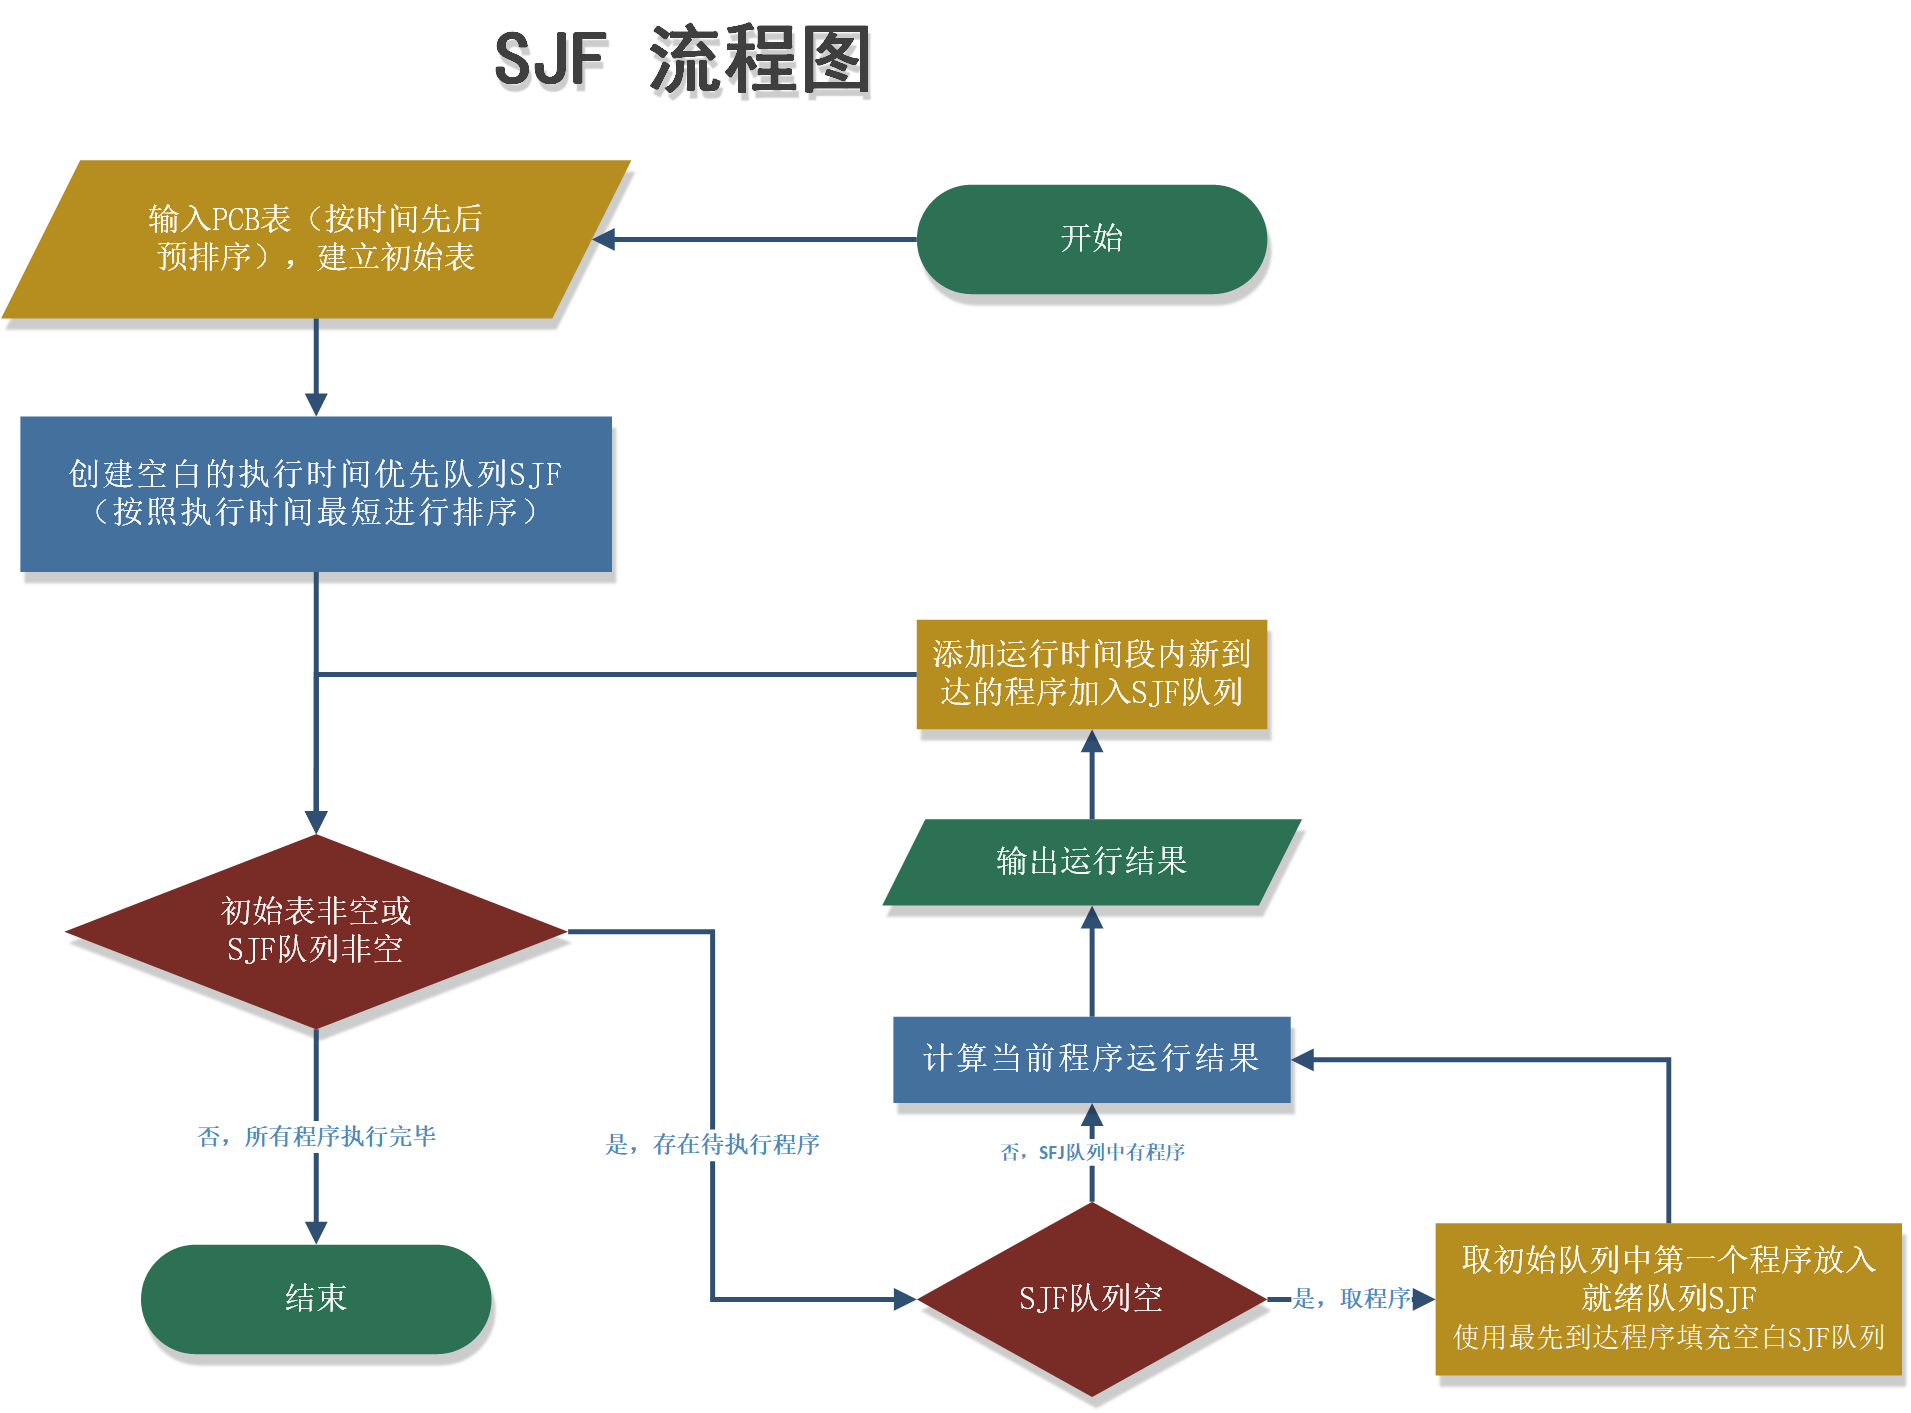 SJF 流程图
开始
输入PCB表（按时间先后
预排序），建立初始表
创建空白的执行时间优先队列SJF
（按照执行时间最短进行排序）
添加运行时间段内新到
达的程序加入SJF队列
输出运行结果
初始表非空或
SJF队列非空
计算当前程序运行结果
否，所有程序执行完毕
是，存在待执行程序
否，SFJ队列中有程序
结束
SJF队列空
是，取程序
取初始队列中第一个程序放入
就绪队列SJF
使用最先到达程序填充空白SJF队列